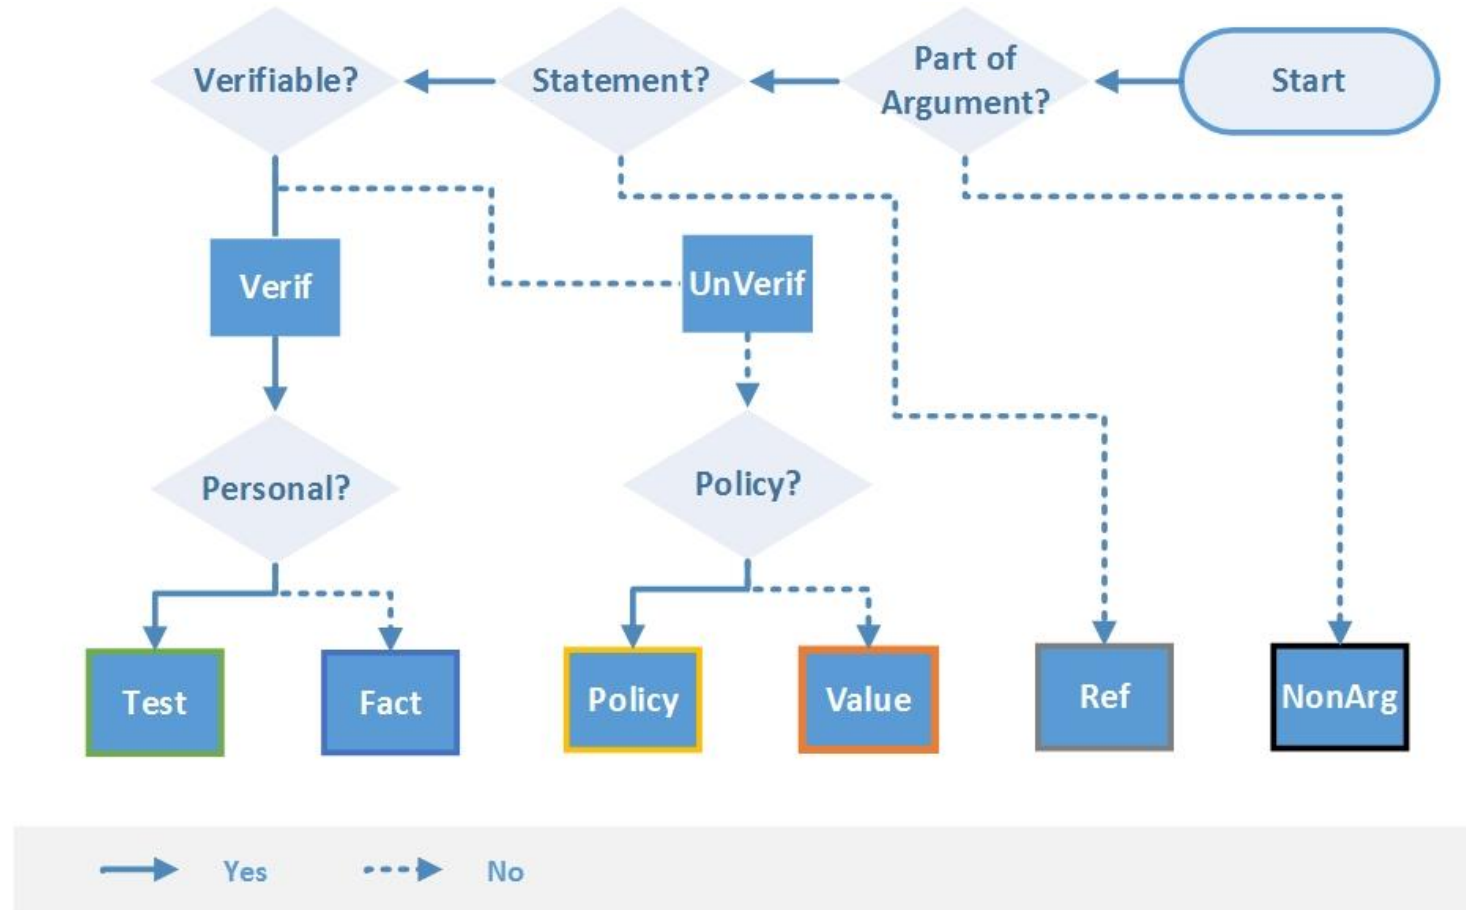 Verifiable?
Statement?
Part of
Argument?
Start
Verif
UnVerif
Personal?
Policy?
Test
Fact
Policy
Value
Ref
NonArg
Yes
No